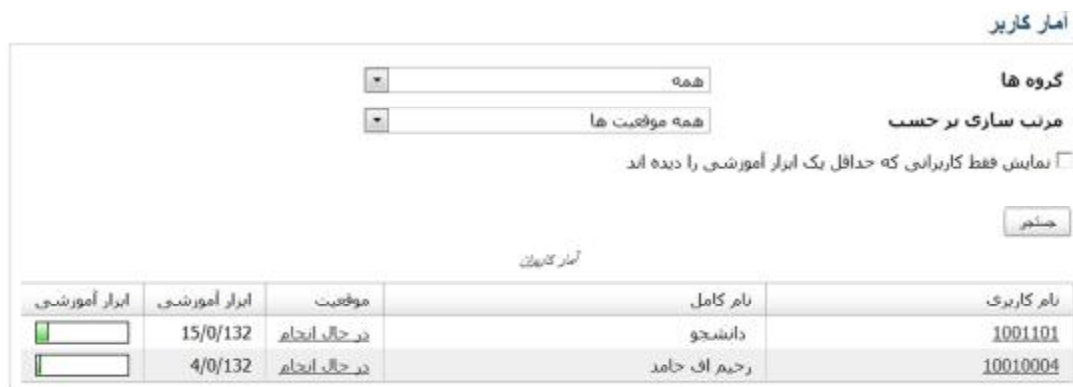 آمار کاربر
گروه ها همه
مرتب سازی بر حسب همه موقعیت ها
نمایش فقط کاربرانی که حداقل یک ابزار آموزشی را دیده اند
جستجو
آمار کاربران
نام کاربری نام کامل موقعیت ابزار آموزشی ابزار آموزشی
1001101 دانشجو در حال انجام 15/0/132
10010004 رحیم اف حامد در حال انجام 4/0/132